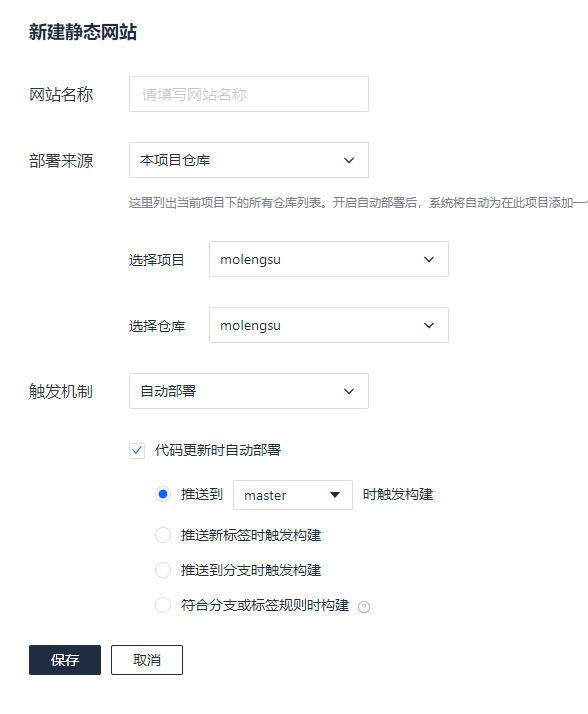 新建静态网站
网站名称 请填写网站名称
部署来源 本项目仓库
这里列出当前项目下的所有仓库列表。开启自动部署后，系统将自动为在此项目添加一
选择项目 molengsu
选择仓库 molengsu
触发机制 自动部署
代码更新时自动部署
推送到 master 时触发构建
推送新标签时触发构建
推送到分支时触发构建
符合分支或标签规则时构建 ?
保存 取消